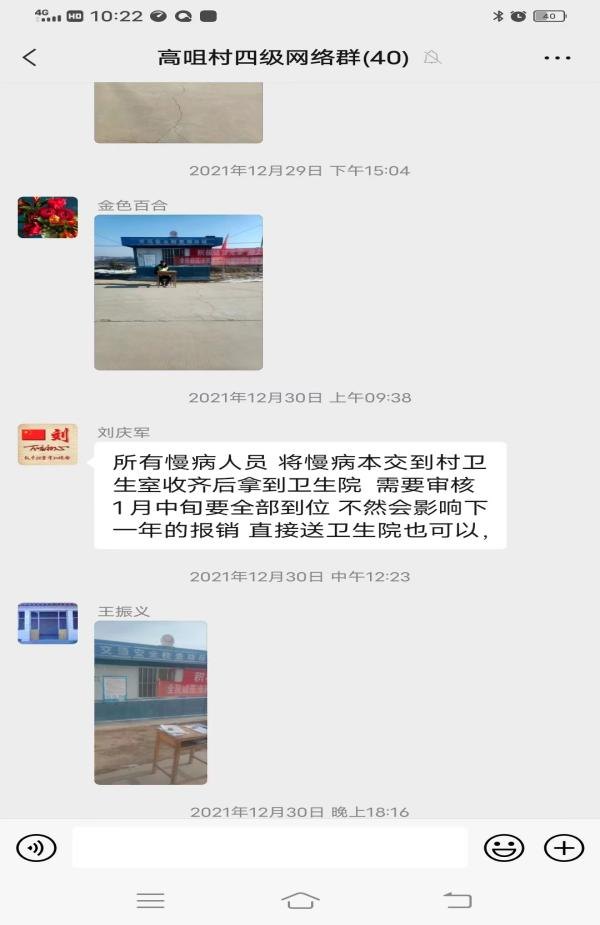 4G HD 10:22 40
高咀村四级网络群(40)
2021年12月29日 下午15:04
金色百合
2021年12月30日 上午09:38
刘
刘庆军
所有慢病人员 将慢病本交到村卫
生室收齐后拿到卫生院 需要审核
1月中旬要全部到位 不然会影响下
一年的报销 直接送卫生院也可以,
2021年12月30日 中午12:23
王振义
交通安全检查
2021年12月30日 晚上18:16